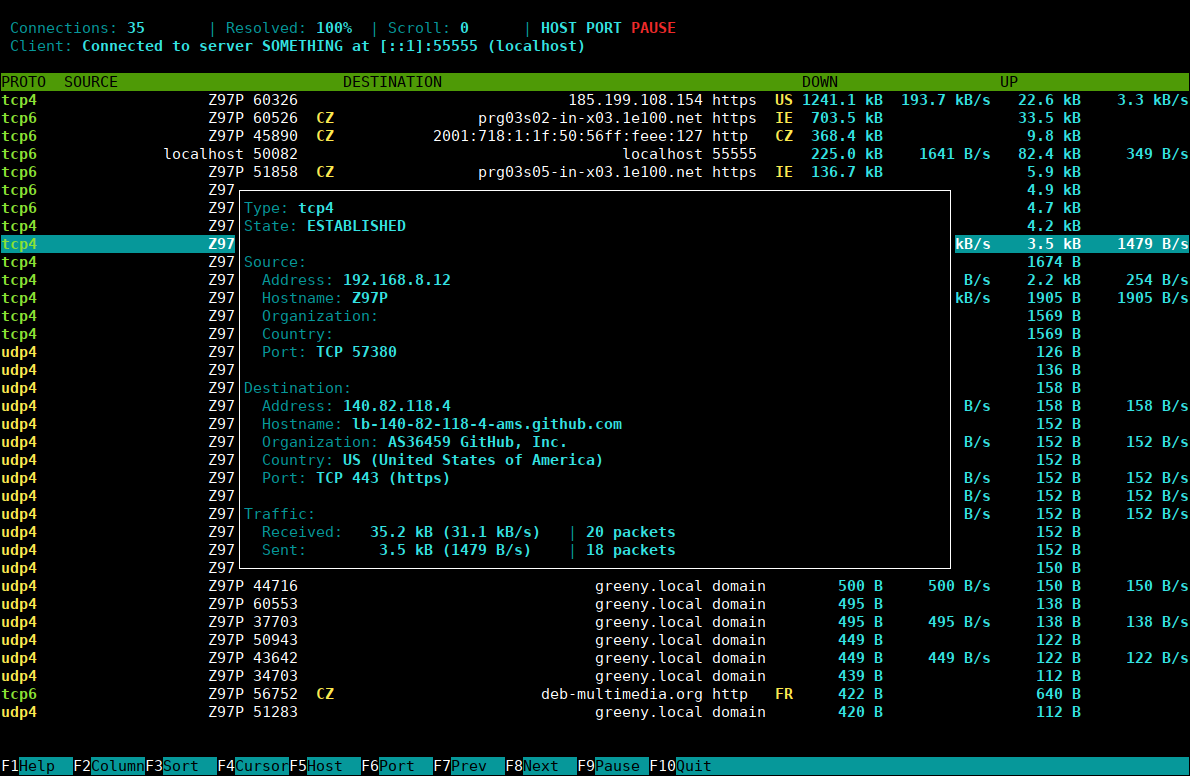 Connections: 35 | Resolved: 100% | Scroll: 0 | HOST PORT PAUSE
Client: Connected to server SOMETHING at [::1]:55555 (localhost)
PROTO SOURCE DESTINATION DOWN UP
tcp4 Z97P 60326 185.199.108.154 https US 1241.1 kB 193.7 kB/s 22.6 kB 3.3 kB/s
tcp6 Z97P 60526 CZ prg03s02-in-x03.1e100.net https IE 703.5 kB 33.5 kB
tcp6 Z97P 45890 CZ 2001:718:1:1f:50:56ff:feee:127 http CZ 368.4 kB 9.8 kB
tcp6 localhost 50082 localhost 55555 225.0 kB 1641 B/s 82.4 kB 349 B/s
tcp6 Z97P 51858 CZ prg03s05-in-x03.1e100.net https IE 136.7 kB 5.9 kB
tcp6 Z97 4.9 kB
tcp6 Z97 Type: tcp4 4.7 kB
tcp4 Z97 State: ESTABLISHED 4.2 kB
tcp4 Z97 kB/s 3.5 kB 1479 B/s
tcp4 Z97 Source: 1674 B
tcp4 Z97 Address: 192.168.8.12 B/s 2.2 kB 254 B/s
tcp4 Z97 Hostname: Z97P kB/s 1905 B 1905 B/s
tcp4 Z97 Organization: 1569 B
tcp4 Z97 Country: 1569 B
udp4 Z97 Port: TCP 57380 126 B
udp4 Z97 136 B
udp4 Z97 Destination: 158 B
udp4 Z97 Address: 140.82.118.4 B/s 158 B 158 B/s
udp4 Z97 Hostname: lb-140-82-118-4-ams.github.com 152 B
udp4 Z97 Organization: AS36459 GitHub, Inc. B/s 152 B 152 B/s
udp4 Z97 Country: US (United States of America) 152 B
udp4 Z97 Port: TCP 443 (https) B/s 152 B 152 B/s
udp4 Z97 B/s 152 B 152 B/s
udp4 Z97 Traffic: B/s 152 B 152 B/s
udp4 Z97 Received: 35.2 kB (31.1 kB/s) | 20 packets 152 B
udp4 Z97 Sent: 3.5 kB (1479 B/s) | 18 packets 152 B
udp4 Z97 150 B
udp4 Z97P 44716 greeny.local domain 500 B 500 B/s 150 B 150 B/s
udp4 Z97P 60553 greeny.local domain 495 B 138 B
udp4 Z97P 37703 greeny.local domain 495 B 495 B/s 138 B 138 B/s
udp4 Z97P 50943 greeny.local domain 449 B 122 B
udp4 Z97P 43642 greeny.local domain 449 B 449 B/s 122 B 122 B/s
udp4 Z97P 34703 greeny.local domain 439 B 112 B
tcp6 Z97P 56752 CZ deb-multimedia.org http FR 422 B 640 B
udp4 Z97P 51283 greeny.local domain 420 B 112 B
F1Help F2ColumnF3Sort F4CursorF5Host F6Port F7Prev F8Next F9Pause F10Quit